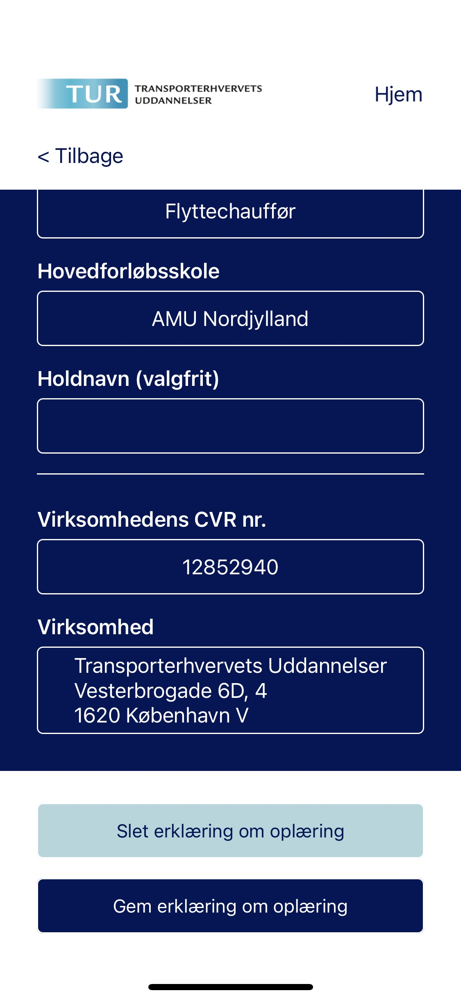 TUR TRANSPORTERHVERVETS
UDDANNELSER
Hjem
< Tilbage
Flyttechauffør
Hovedforløbsskole
AMU Nordjylland
Holdnavn (valgfrit)
Virksomhedens CVR nr.
12852940
Virksomhed
Transporterhvervets Uddannelser
Vesterbrogade 6D, 4
1620 København V
Slet erklæring om oplæring
Gem erklæring om oplæring